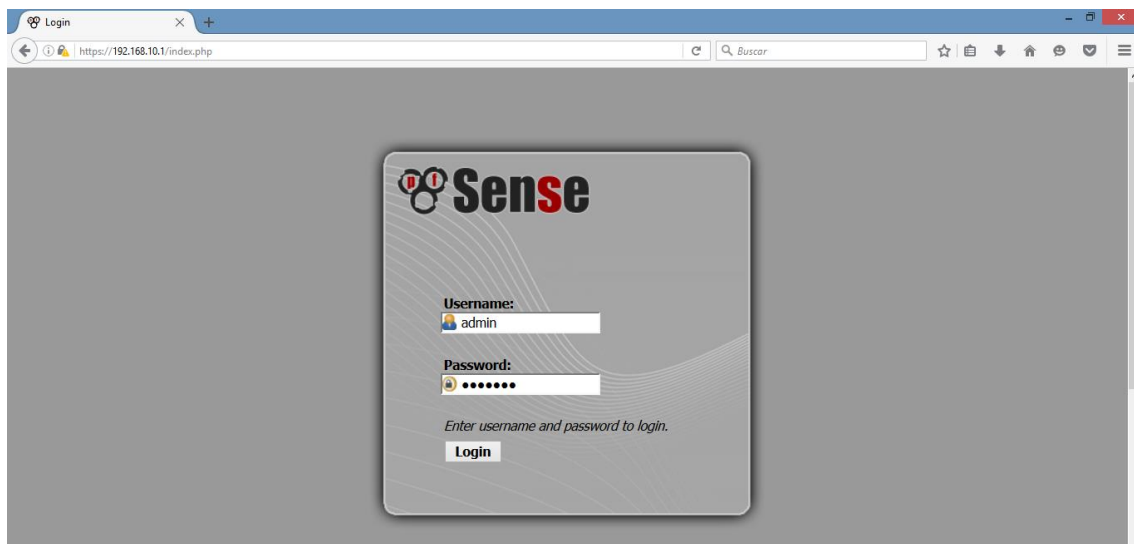 Login
https://192.168.10.1/index.php
Buscar
pf Sense
Username:
admin
Password:
•••••••
Enter username and password to login.
Login